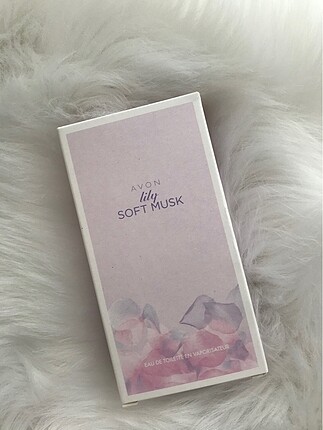 AVON
lily
SOFT MUSK
EAU DE TOILETTE EN VAPORISATEUR